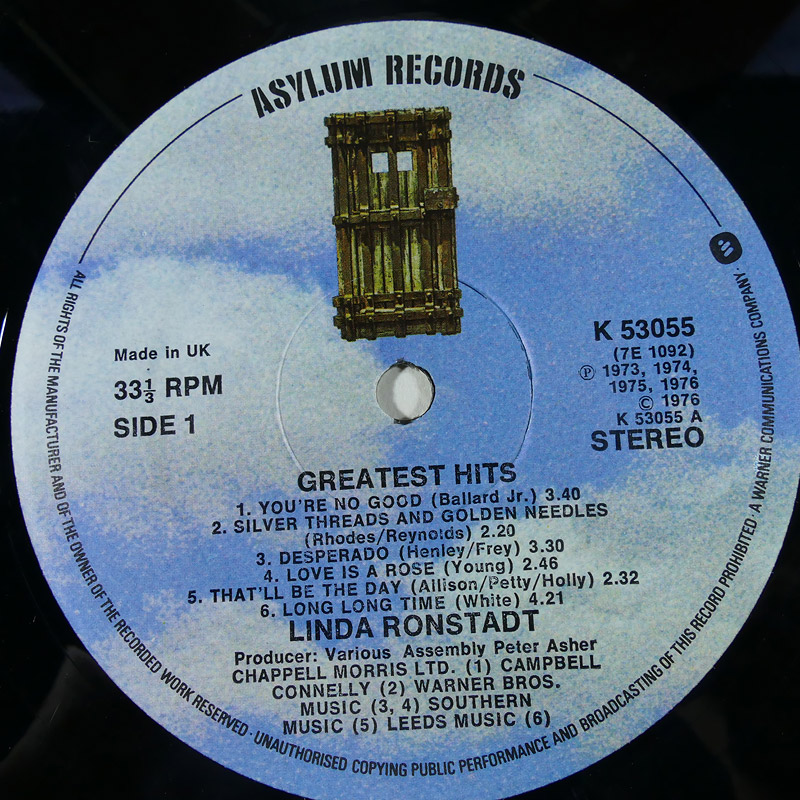 ASYLUM RECORDS
Made in UK
33⅓ RPM
SIDE 1
K 53055
(7E 1092)
℗ 1973, 1974,
1975, 1976
© 1976
K 53055 A
STEREO
GREATEST HITS
1. YOU'RE NO GOOD (Ballard Jr.) 3.40
2. SILVER THREADS AND GOLDEN NEEDLES
(Rhodes/Reynolds) 2.20
3. DESPERADO (Henley/Frey) 3.30
4. LOVE IS A ROSE (Young) 2.46
5. THAT'LL BE THE DAY (Allison/Petty/Holly) 2.32
6. LONG LONG TIME (White) 4.21
LINDA RONSTADT
Producer: Various Assembly Peter Asher
CHAPPELL MORRIS LTD. (1) CAMPBELL
CONNELLY (2) WARNER BROS.
MUSIC (3, 4) SOUTHERN
MUSIC (5) LEEDS MUSIC (6)
ALL RIGHTS OF THE MANUFACTURER AND OF THE OWNER OF THE RECORDED WORK RESERVED · UNAUTHORISED COPYING PUBLIC PERFORMANCE AND BROADCASTING OF THIS RECORD PROHIBITED · A WARNER COMMUNICATIONS COMPANY ·